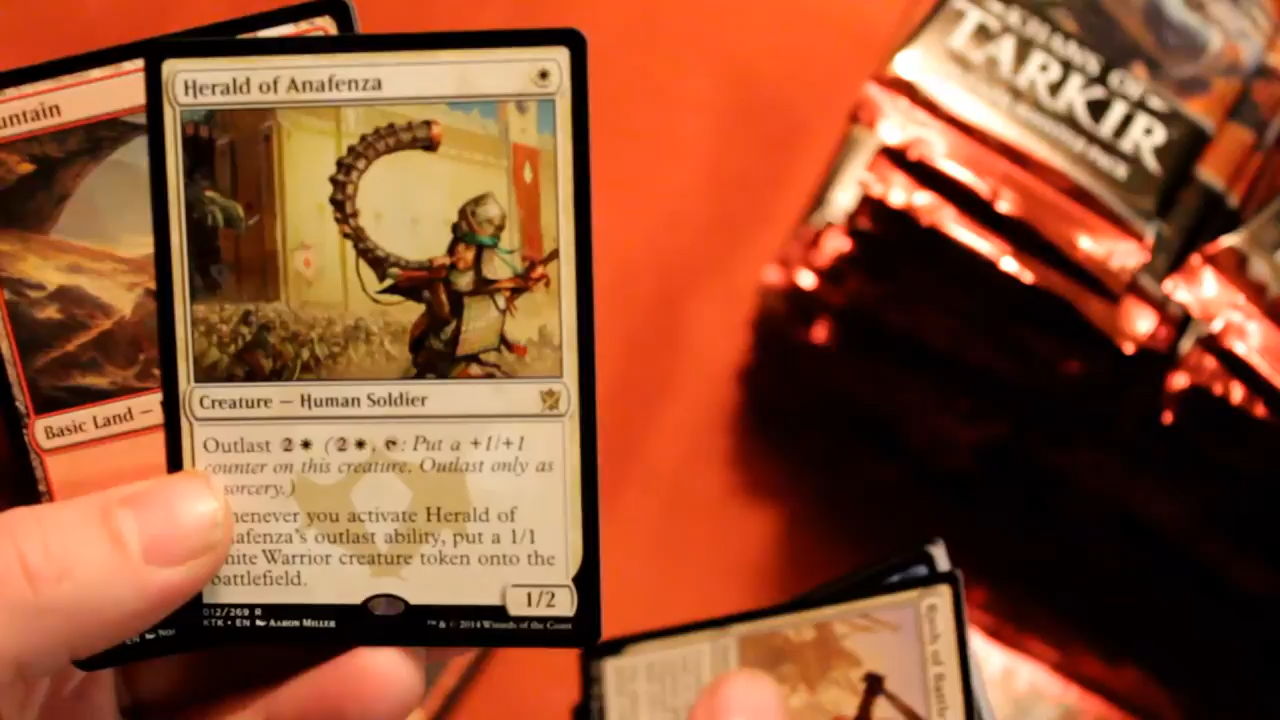 untain
Basic Land —
Herald of Anafenza
Creature — Human Soldier
Outlast 2 (2, : Put a +1/+1
counter on this creature. Outlast only as
sorcery.)
henever you activate Herald of
nafenza's outlast ability, put a 1/1
hite Warrior creature token onto the
battlefield.
1/2
012/269 R
KTK • EN Aaron Miller
™ & © 2014 Wizards of the Coast
KHANS OF
TARKIR